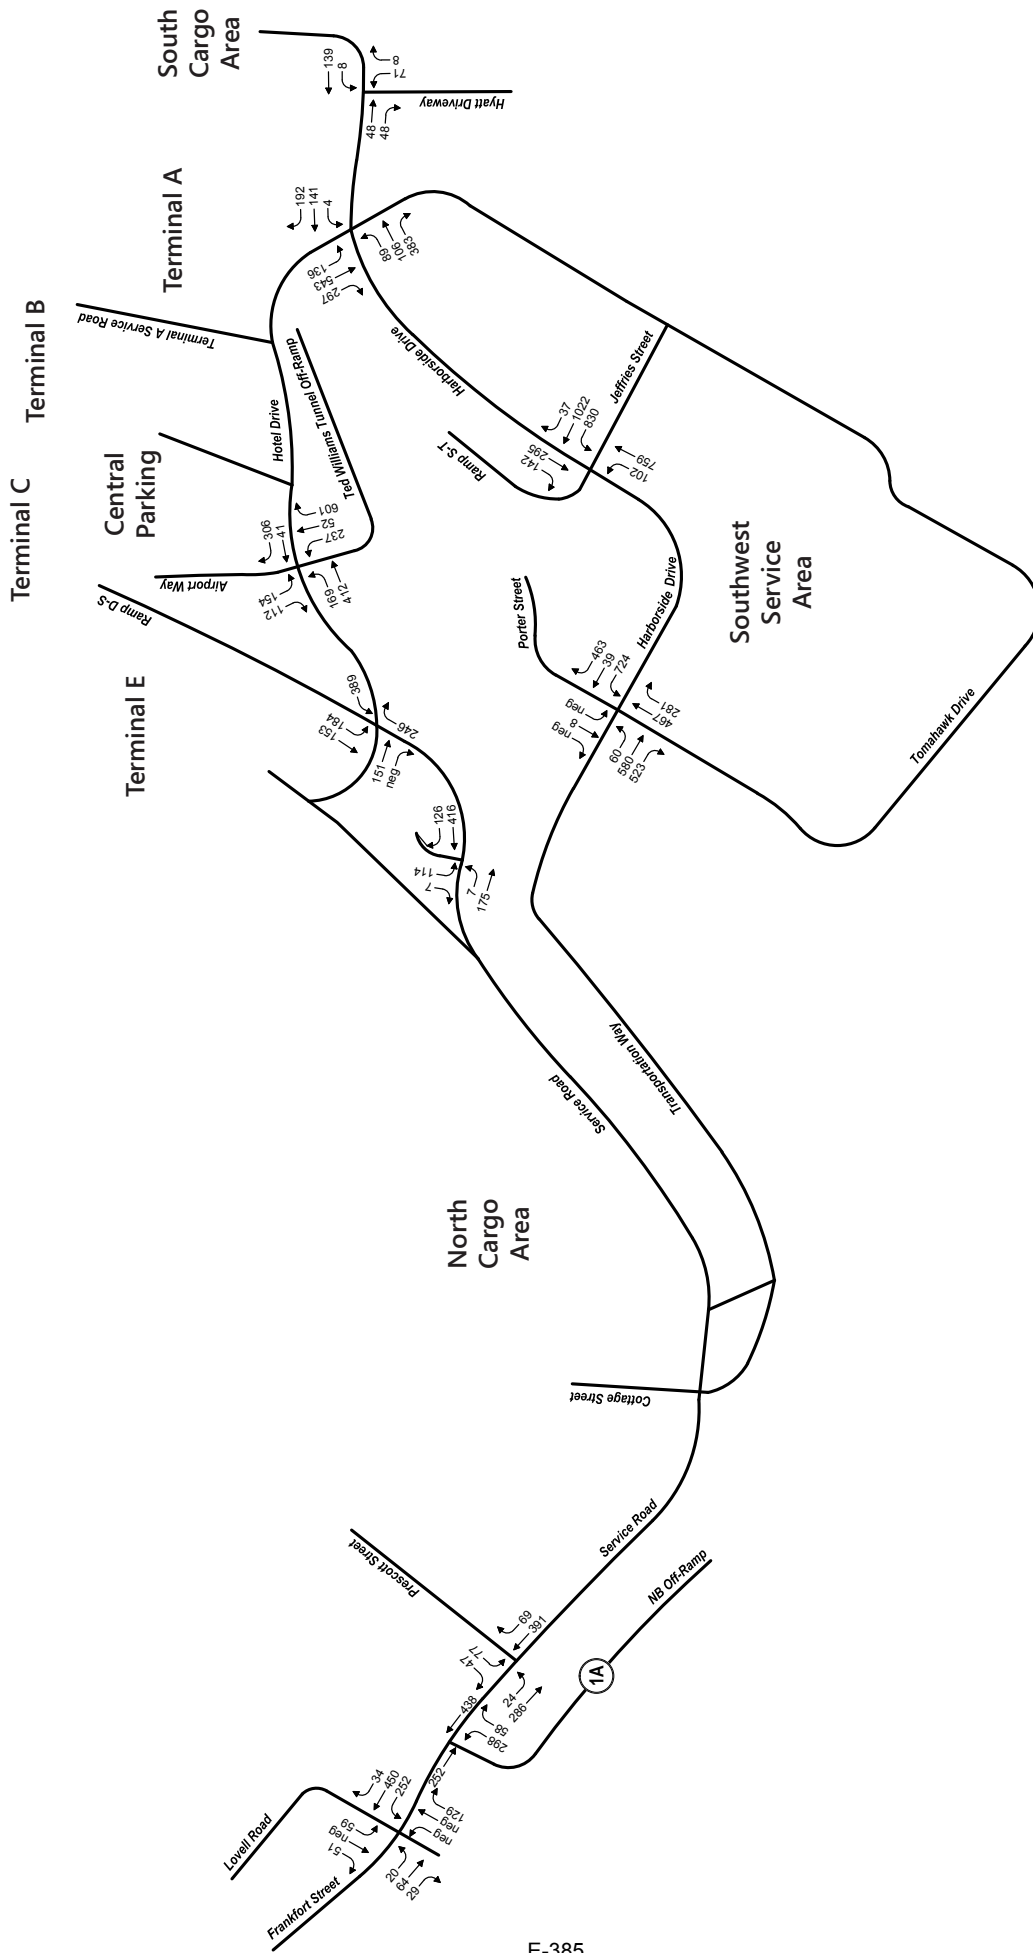 South
Cargo
Area
139
8
8
71
48
48
Hyatt Driveway
Terminal A
192
141
4
89
106
383
136
543
297
Terminal B
Terminal A Service Road
Harborside Drive
Hotel Drive
Ted Williams Tunnel Off-Ramp
Jeffries Street
37
1022
830
Ramp S-T
295
142
759
102
Terminal C
Central
Parking
601
52
237
306
41
Airport Way
154
112
169
412
Ramp D-S
Terminal E
389
184
153
246
151
neg
126
416
114
7
7
175
Porter Street
Harborside Drive
Southwest
Service
Area
463
39
724
neg
8
neg
281
467
60
580
523
Tomahawk Drive
Transportation Way
Service Road
North
Cargo
Area
Cottage Street
Service Road
Prescott Street
NB Off-Ramp
1A
69
391
77
47
24
286
438
58
298
252
34
450
252
129
neg
neg
59
neg
51
20
64
29
Lovell Road
Frankfort Street
E-385